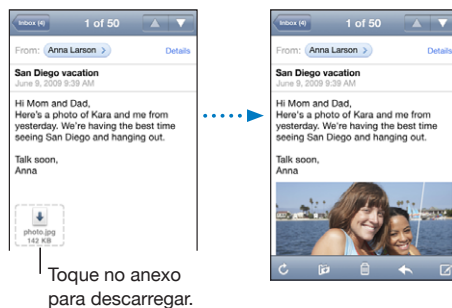 Inbox (4)
1 of 50
From: Anna Larson
Details
San Diego vacation
June 9, 2009 9:39 AM
Hi Mom and Dad,
Here's a photo of Kara and me from
yesterday. We're having the best time
seeing San Diego and hanging out.
Talk soon,
Anna
photo.jpg
142 KB
Toque no anexo
para descarregar.
Inbox (4)
1 of 50
From: Anna Larson
Details
San Diego vacation
June 9, 2009 9:39 AM
Hi Mom and Dad,
Here's a photo of Kara and me from
yesterday. We're having the best time
seeing San Diego and hanging out.
Talk soon,
Anna